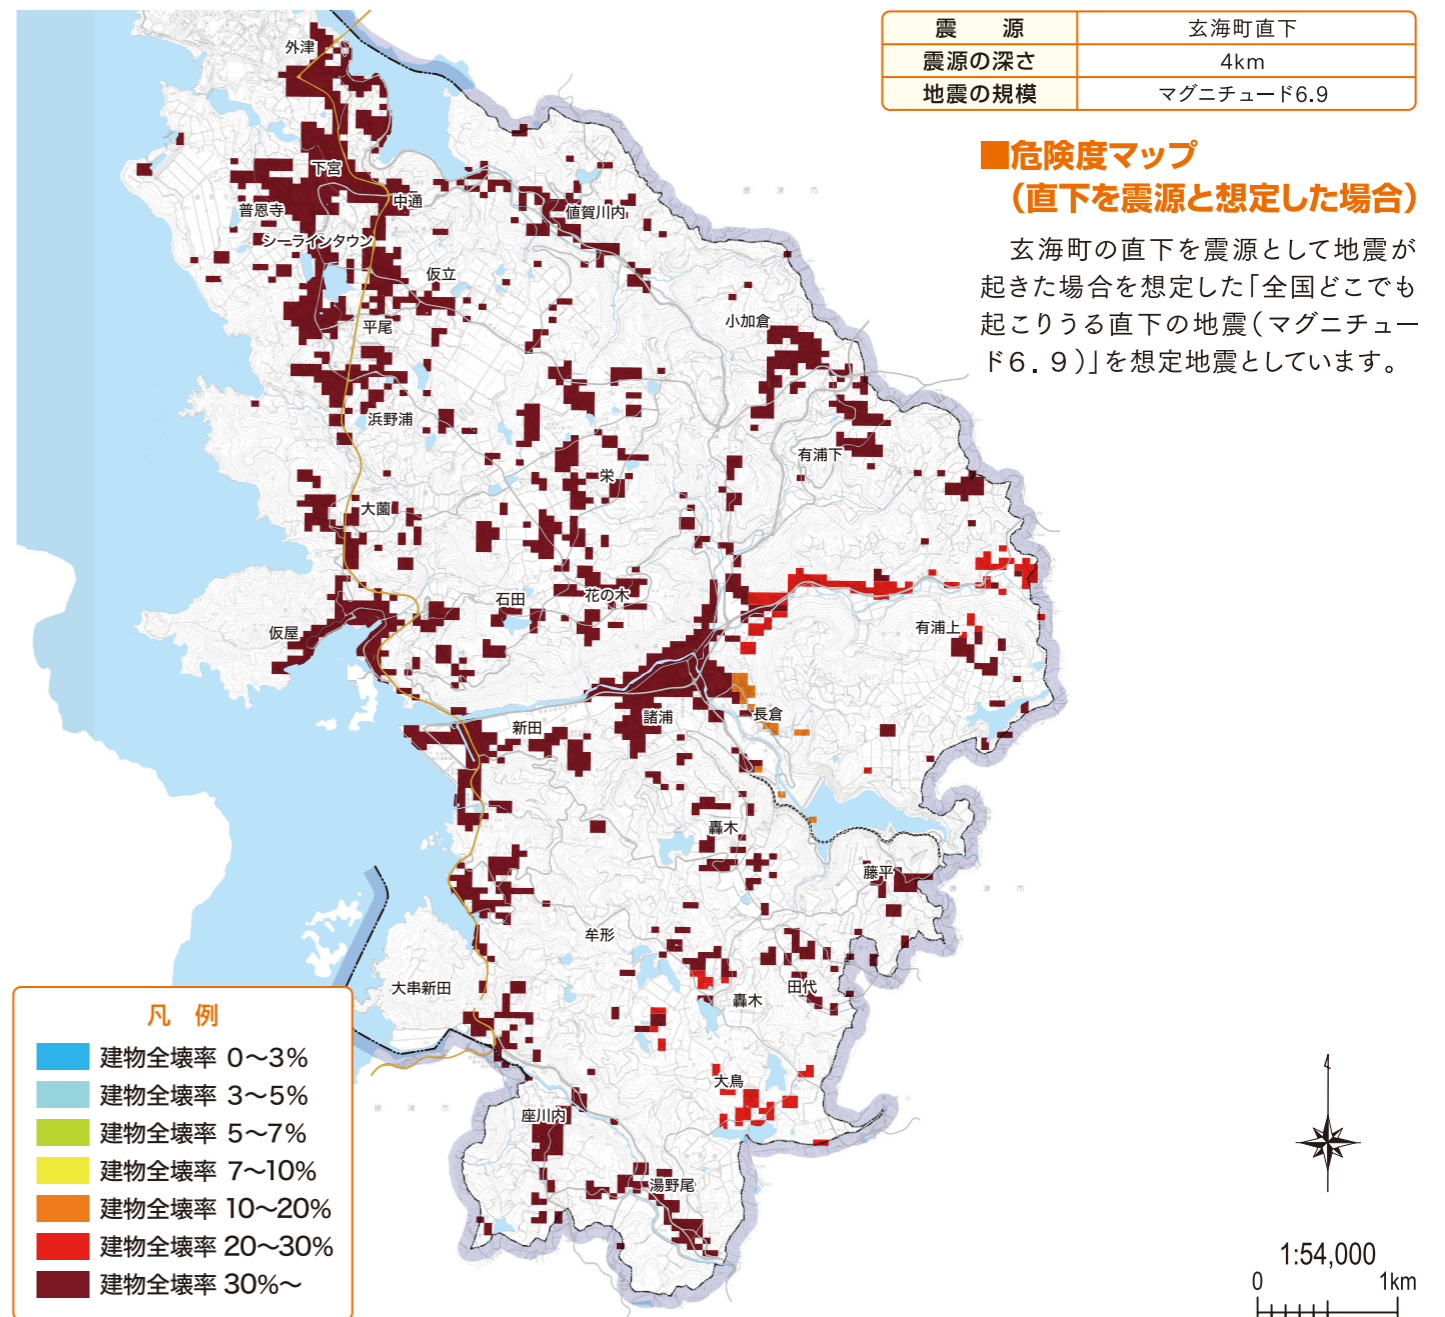 震　源　玄海町直下
震源の深さ　4km
地震の規模　マグニチュード6.9
■危険度マップ
（直下を震源と想定した場合）
玄海町の直下を震源として地震が
起きた場合を想定した「全国どこでも
起こりうる直下の地震（マグニチュー
ド6．9）」を想定地震としています。
外津
下宮
中通
普恩寺
値賀川内
シーラインタウン
仮立
平尾
小加倉
浜野浦
有浦下
栄
大薗
石田
花の木
仮屋
有浦上
諸浦
長倉
新田
轟木
藤平
牟形
大串新田
轟木
田代
大鳥
座川内
湯野尾
唐津市
唐津市
唐津市
凡　例
建物全壊率 0〜3%
建物全壊率 3〜5%
建物全壊率 5〜7%
建物全壊率 7〜10%
建物全壊率 10〜20%
建物全壊率 20〜30%
建物全壊率 30%〜
1:54,000
0　1km